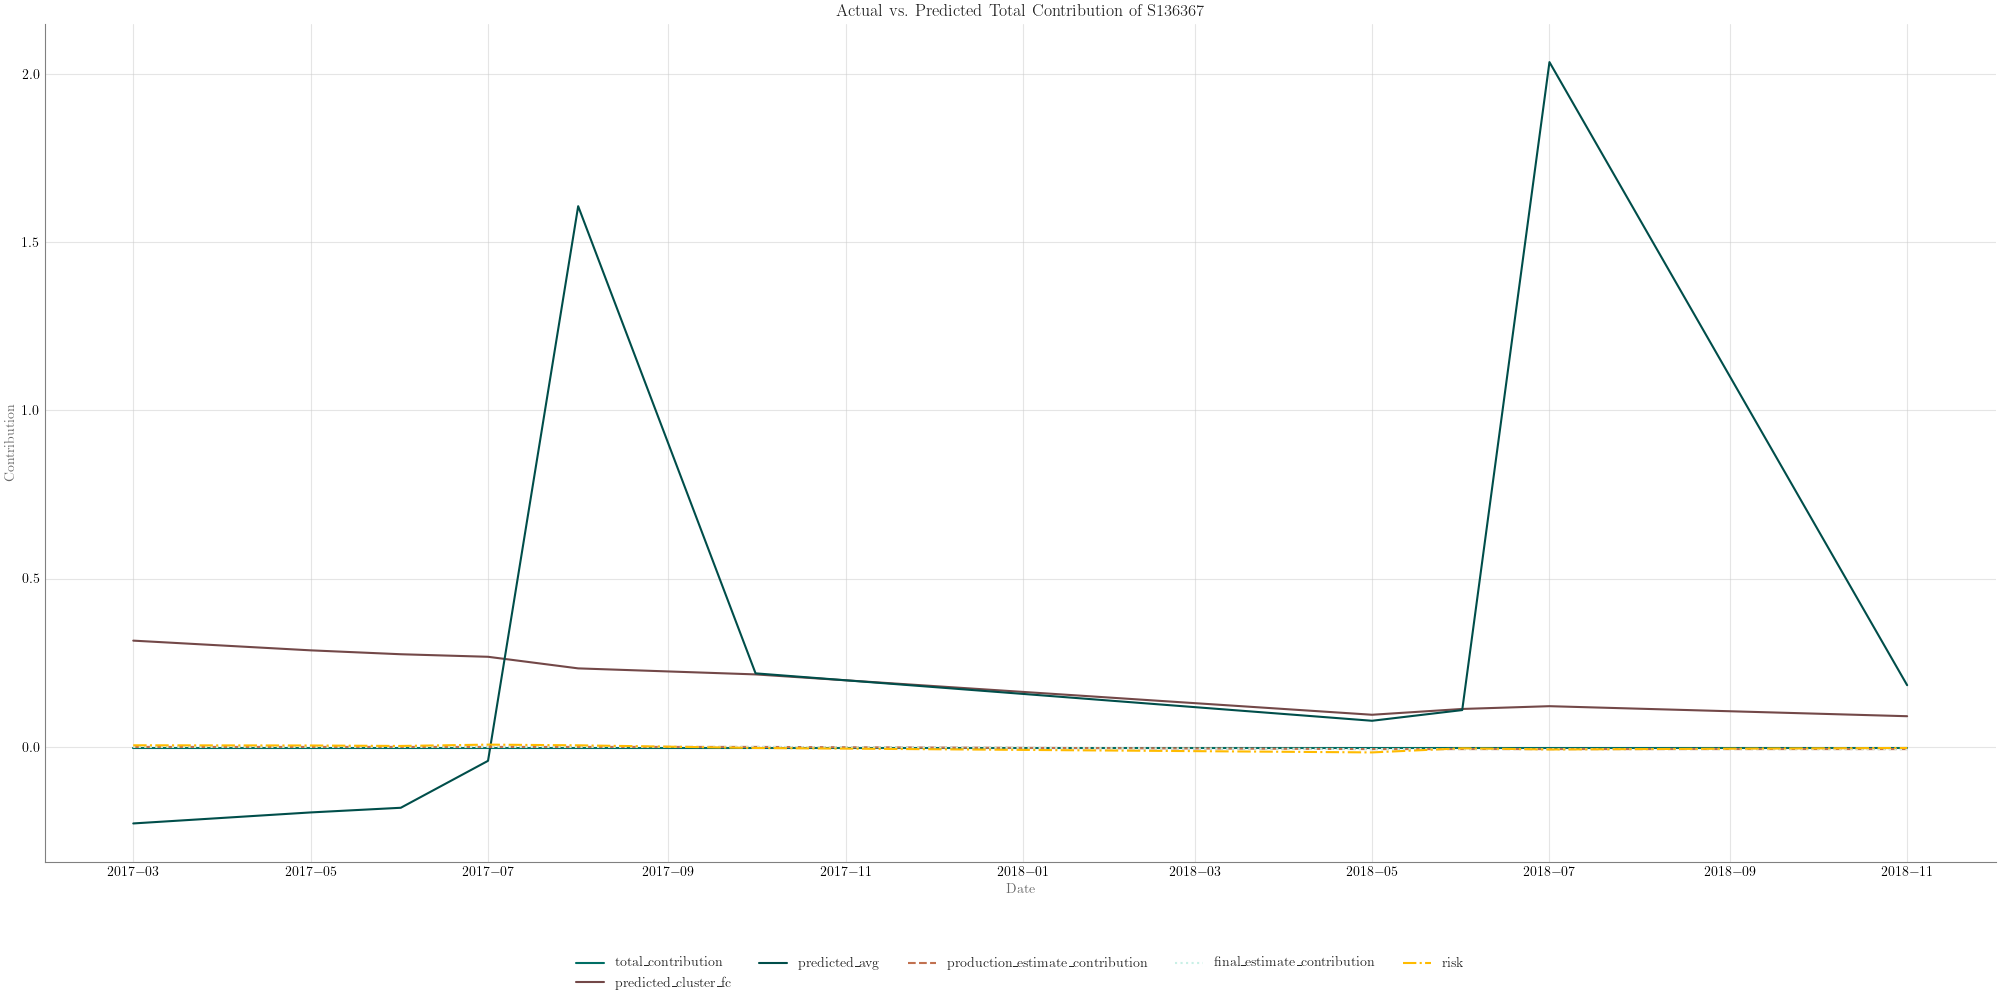 Actual vs. Predicted Total Contribution of S136367
2.0
1.5
1.0
0.5
0.0
Contribution
2017−03 2017−05 2017−07 2017−09 2017−11 2018−01 2018−03 2018−05 2018−07 2018−09 2018−11
Date
total_contribution predicted_avg production_estimate_contribution final_estimate_contribution risk
predicted_cluster_fc